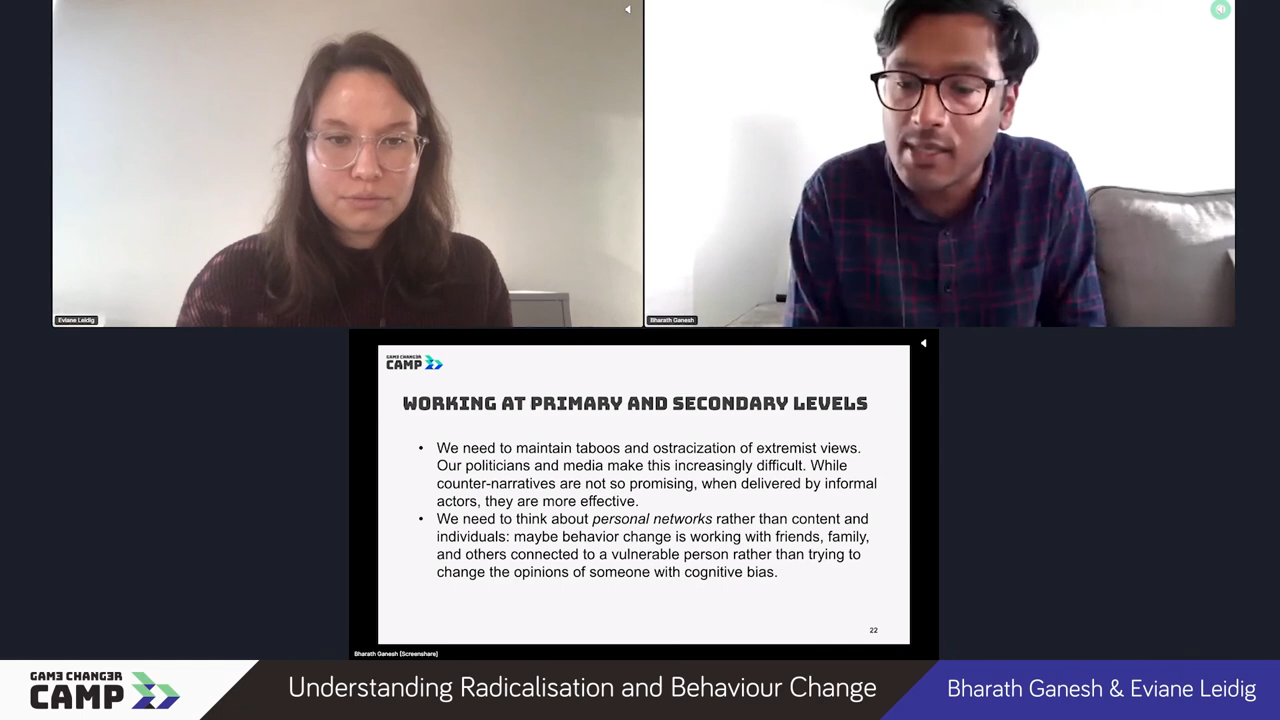 Eviane Leidig
Bharath Ganesh
GAM3 CHANG3R
CAMP
WORKING AT PRIMARY AND SECONDARY LEVELS
• We need to maintain taboos and ostracization of extremist views.
Our politicians and media make this increasingly difficult. While
counter-narratives are not so promising, when delivered by informal
actors, they are more effective.
• We need to think about personal networks rather than content and
individuals: maybe behavior change is working with friends, family,
and others connected to a vulnerable person rather than trying to
change the opinions of someone with cognitive bias.
22
Bharath Ganesh [Screenshare]
GAM3 CHANG3R
CAMP
Understanding Radicalisation and Behaviour Change
Bharath Ganesh & Eviane Leidig